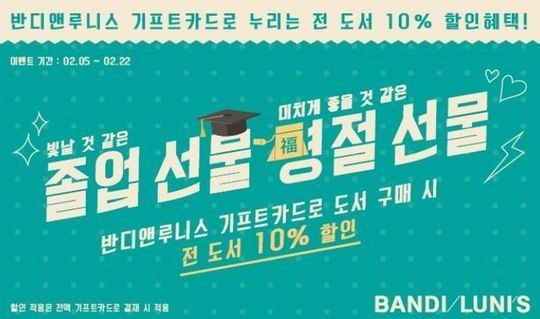 반디앤루니스 기프트카드로 누리는 전 도서 10% 할인혜택!
이벤트 기간 : 02.05 ~ 02.22
빛날 것 같은
졸업 선물
미치게 좋을 것 같은
福
명절 선물
반디앤루니스 기프트카드로 도서 구매 시
전 도서 10% 할인
할인 적용은 전액 기프트카드로 결제 시 적용
BANDI/LUNI'S